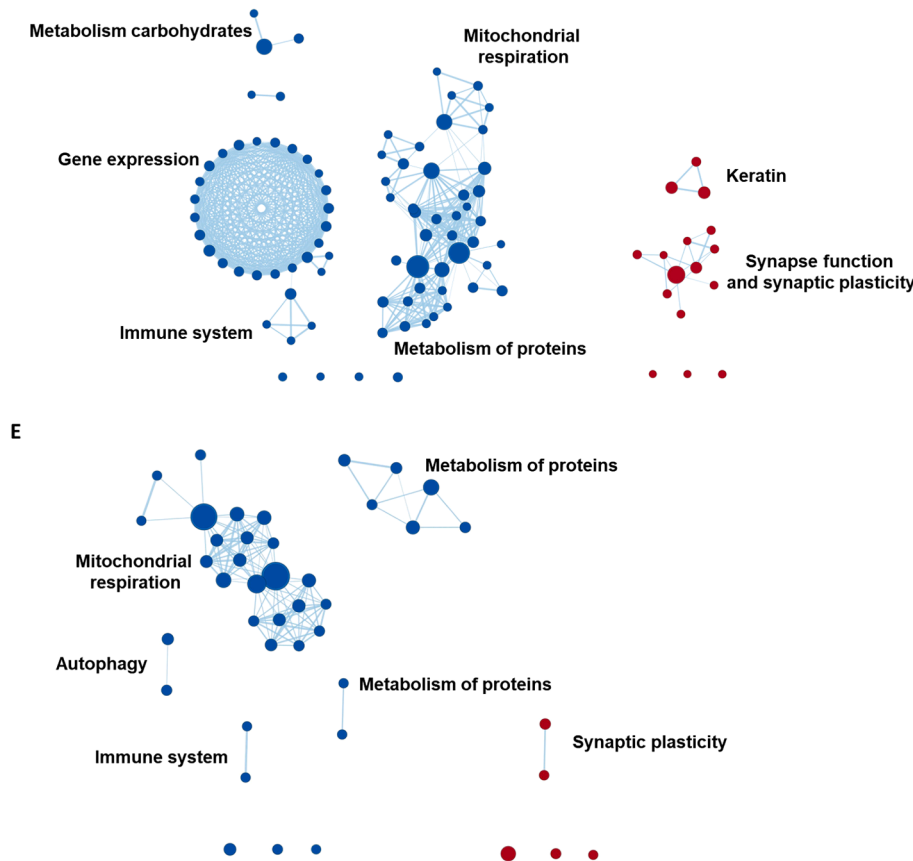 Metabolism carbohydrates
Mitochondrial
respiration
Gene expression
Keratin
Synapse function
and synaptic plasticity
Immune system
Metabolism of proteins
E
Metabolism of proteins
Mitochondrial
respiration
Autophagy
Metabolism of proteins
Immune system
Synaptic plasticity